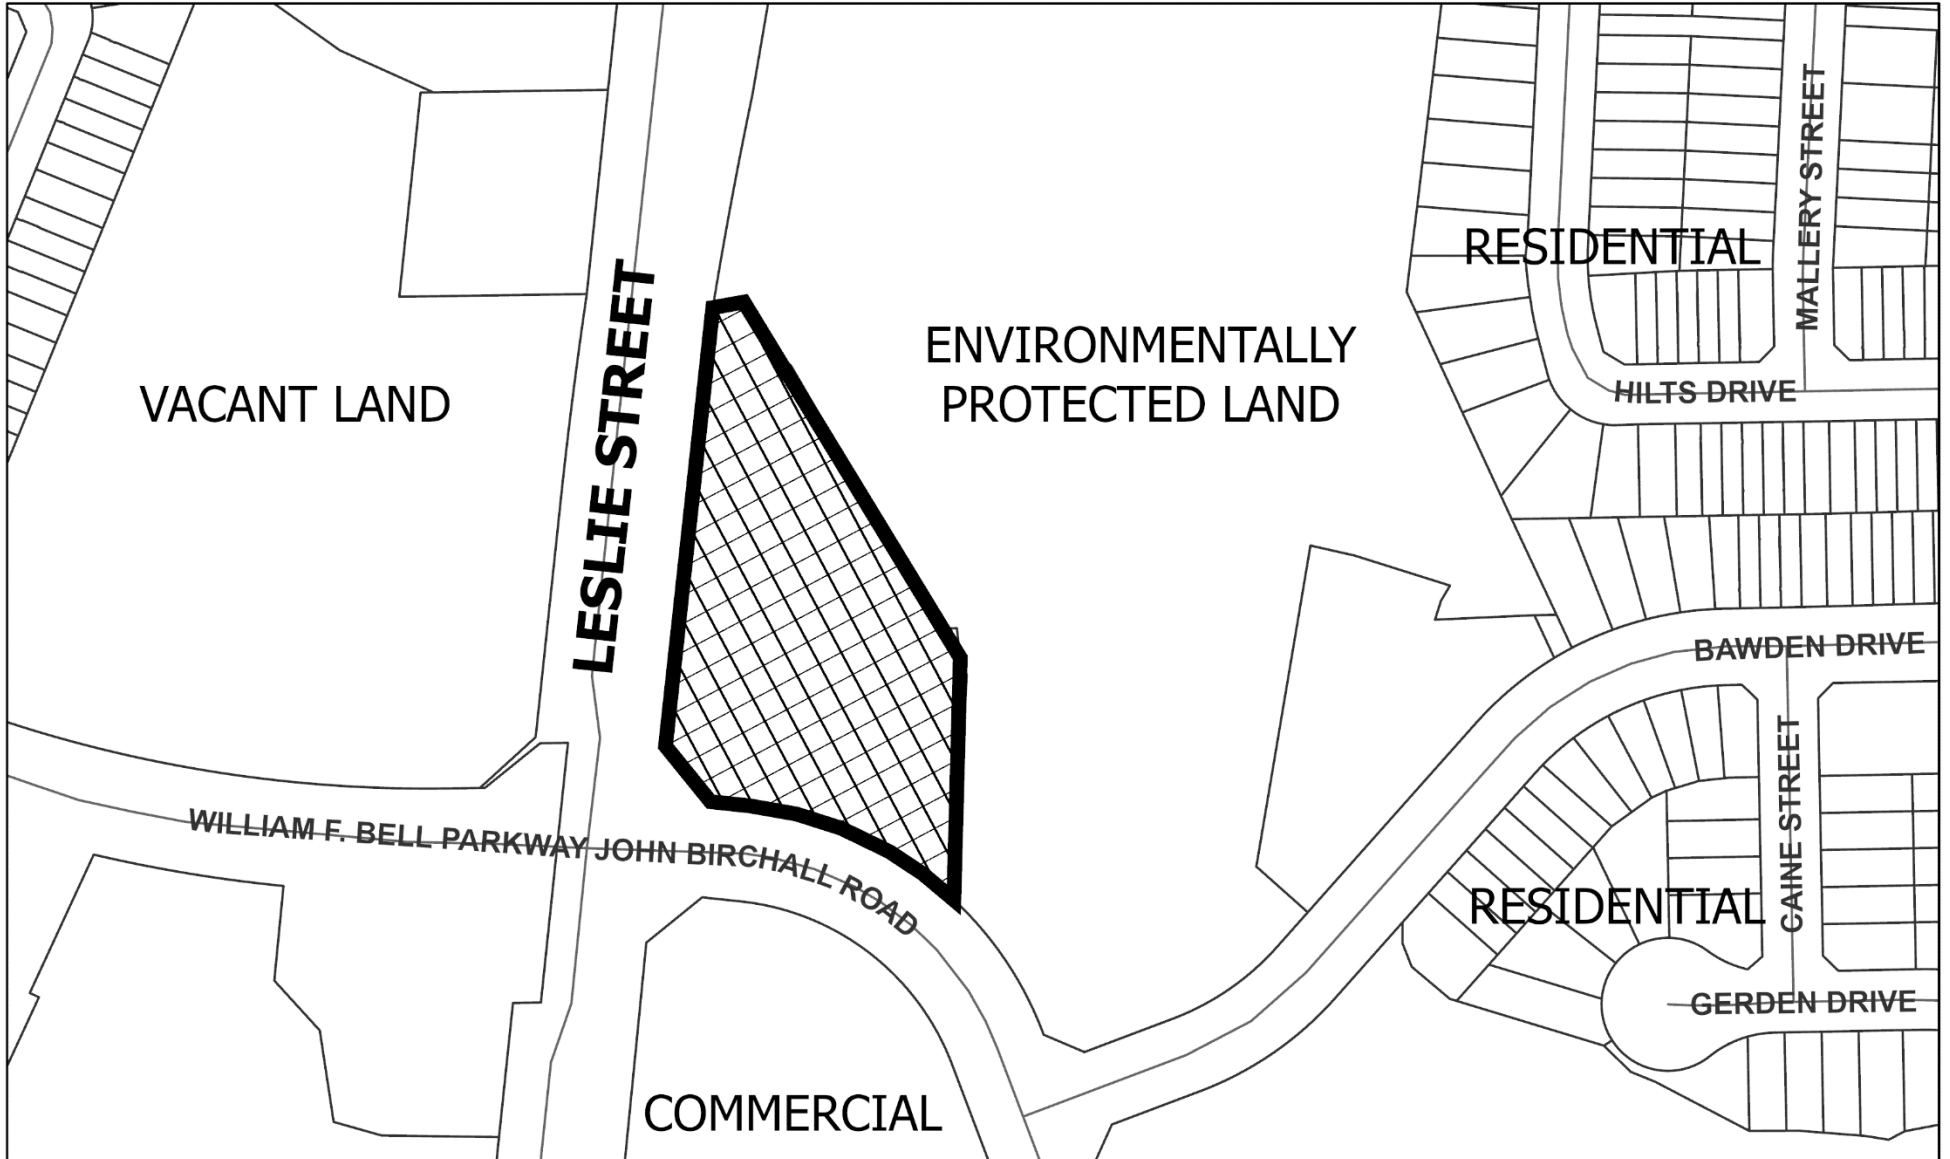 MALLERY STREET
RESIDENTIAL
LESLIE STREET
ENVIRONMENTALLY
PROTECTED LAND
VACANT LAND
HILTS DRIVE
BAWDEN DRIVE
CAINE STREET
WILLIAM F. BELL PARKWAY
JOHN BIRCHALL ROAD
RESIDENTIAL
GERDEN DRIVE
COMMERCIAL